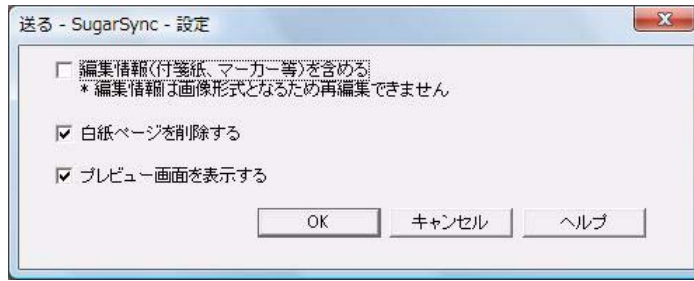 送る - SugarSync - 設定
編集情報(付箋紙、マーカー等)を含める
* 編集情報は画像形式となるため再編集できません
白紙ページを削除する
プレビュー画面を表示する
OK キャンセル ヘルプ